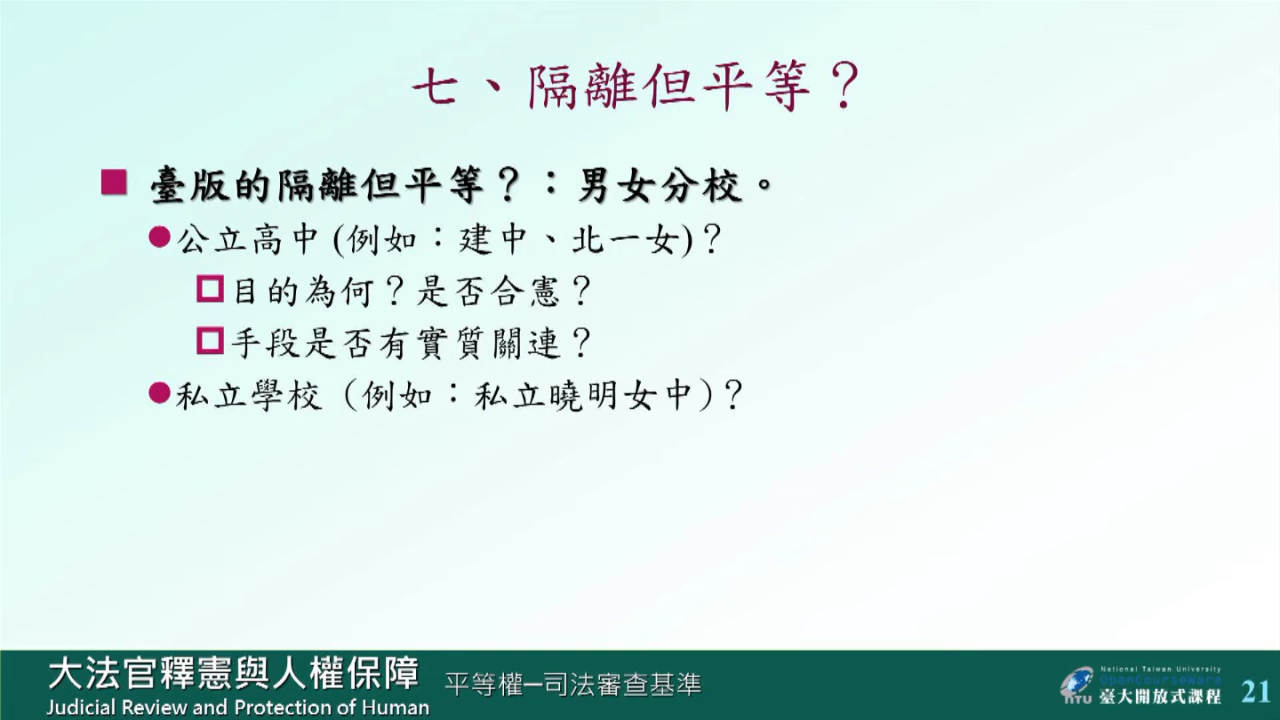 七、隔離但平等？
臺版的隔離但平等？：男女分校。
公立高中(例如：建中、北一女)？
目的為何？是否合憲？
手段是否有實質關連？
私立學校（例如：私立曉明女中)？
大法官釋憲與人權保障
平等權─司法審查基準
Judicial Review and Protection of Human
National Taiwan University
OpenCourseWare
NTU 臺大開放式課程
21